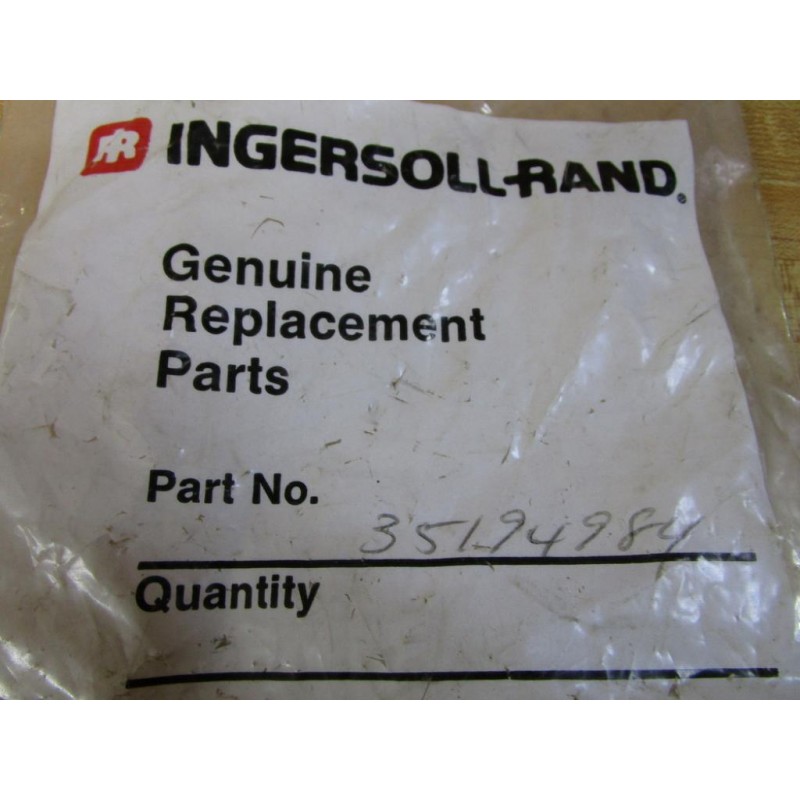 IR INGERSOLL-RAND®
Genuine
Replacement
Parts
Part No. 35194984
Quantity